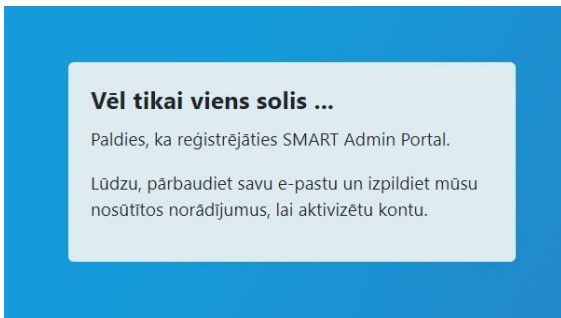 Vēl tikai viens solis ...
Paldies, ka reģistrējāties SMART Admin Portal.
Lūdzu, pārbaudiet savu e-pastu un izpildiet mūsu
nosūtītos norādījumus, lai aktivizētu kontu.